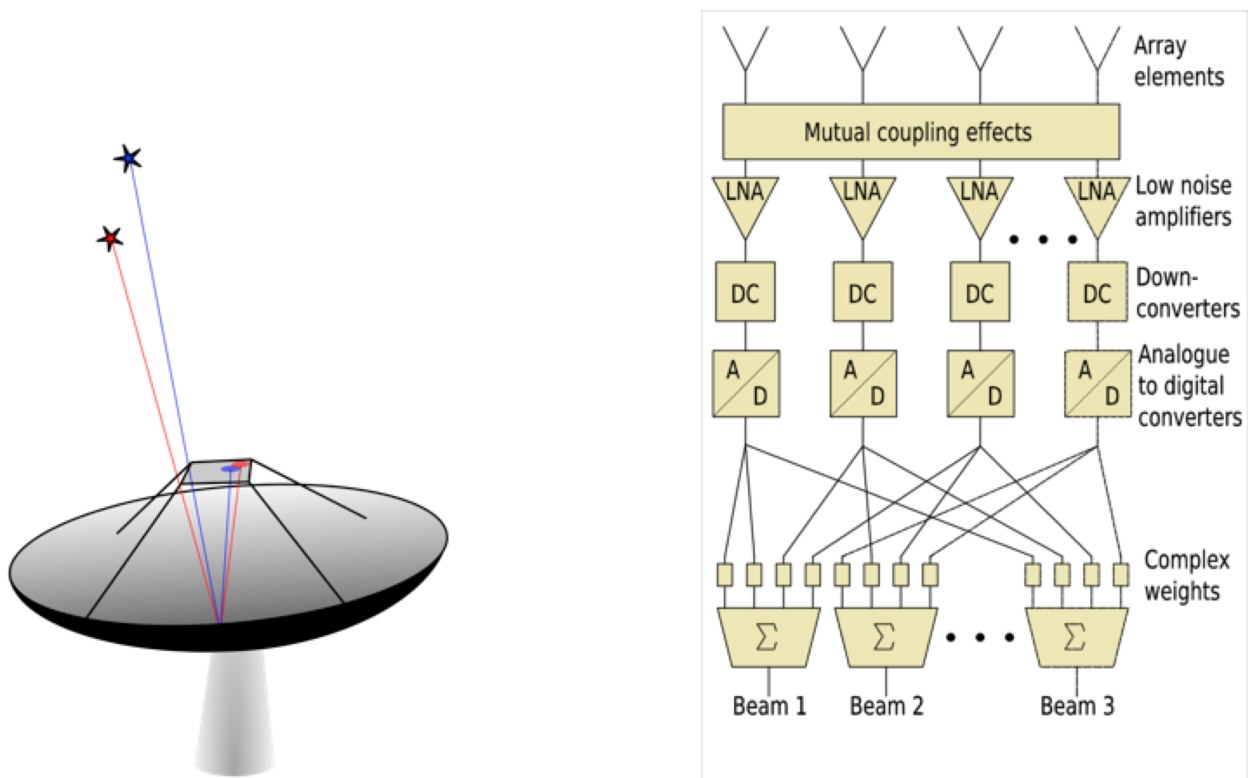 Array
elements
Mutual coupling effects
LNA LNA LNA LNA
Low noise
amplifiers
DC DC DC DC
Down-
converters
A A A A
D D D D
Analogue
to digital
converters
Complex
weights
Σ Σ Σ
Beam 1 Beam 2 Beam 3